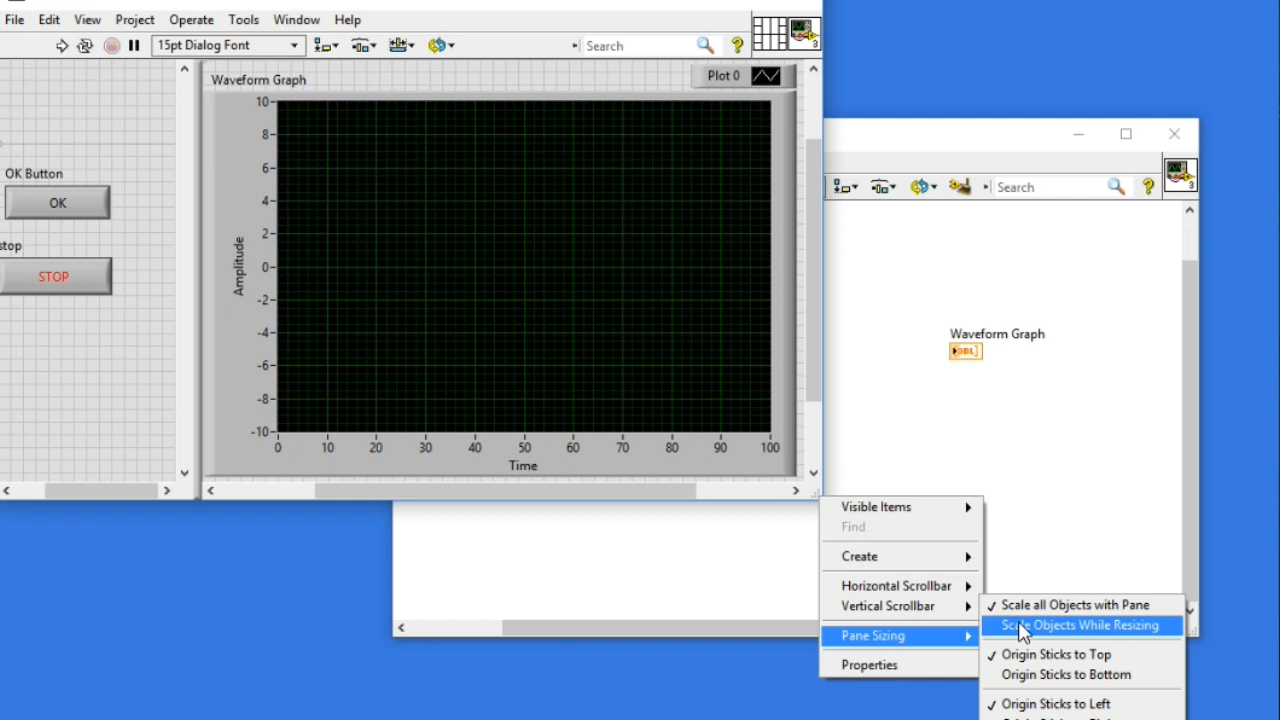 File Edit View Project Operate Tools Window Help
15pt Dialog Font
Search
?
3
Waveform Graph
Plot 0
OK Button
OK
stop
STOP
Amplitude
10
8
6
4
2
0
-2
-4
-6
-8
-10
0 10 20 30 40 50 60 70 80 90 100
Time
Search
?
3
Waveform Graph
DBL
Visible Items
Find
Create
Horizontal Scrollbar
Vertical Scrollbar
Pane Sizing
Properties
Scale all Objects with Pane
Scale Objects While Resizing
Origin Sticks to Top
Origin Sticks to Bottom
Origin Sticks to Left